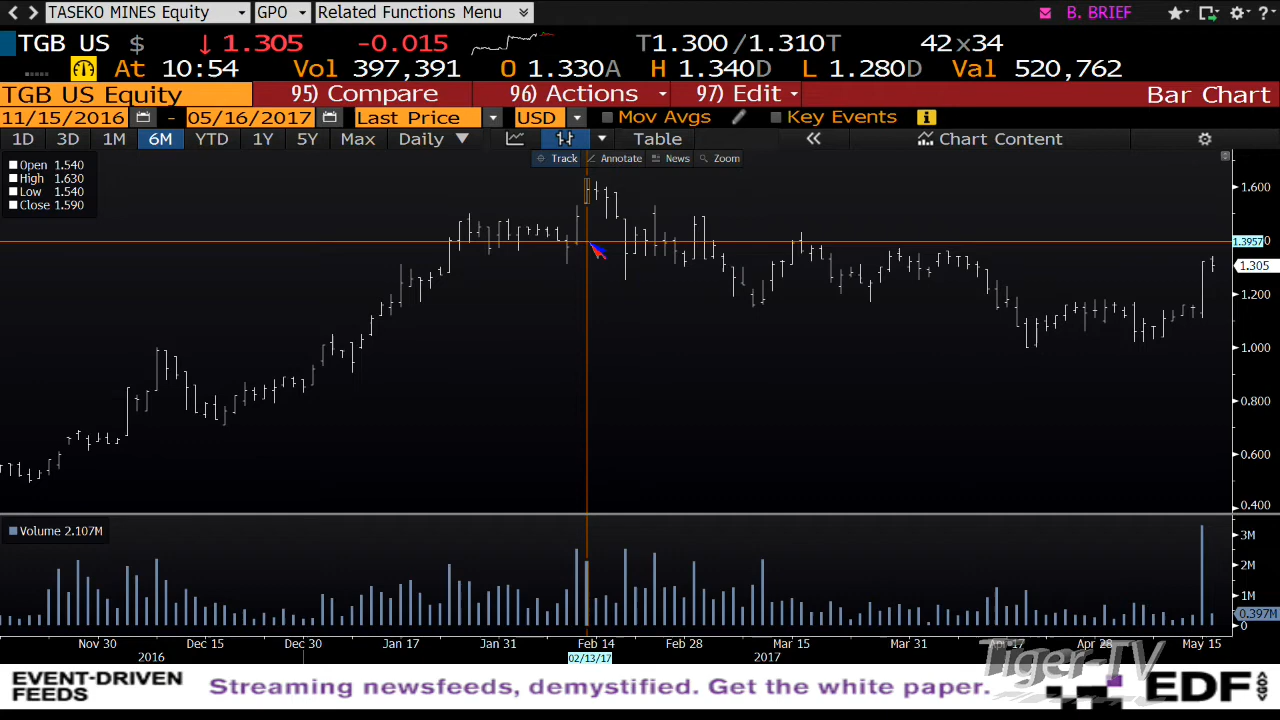 TASEKO MINES Equity GPO Related Functions Menu B. BRIEF ?
TGB US $ ↓ 1.305 -0.015 T1.300 /1.310T 42x34
At 10:54 Vol 397,391 O 1.330A H 1.340D L 1.280D Val 520,762
TGB US Equity 95) Compare 96) Actions 97) Edit Bar Chart
11/15/2016 - 05/16/2017 Last Price USD Mov Avgs Key Events i
1D 3D 1M 6M YTD 1Y 5Y Max Daily Table « Chart Content
Track Annotate News Zoom
Open 1.540
High 1.630
Low 1.540
Close 1.590
1.600
1.3957
1.305
1.200
1.000
0.800
0.600
0.400
Volume 2.107M
3M
2M
1M
0.397M
0
Nov 30 Dec 15 Dec 30 Jan 17 Jan 31 Feb 14 Feb 28 Mar 15 Mar 31 Apr 17 Apr 28 May 15
2016 02/13/17 2017
Tiger-TV
EVENT-DRIVEN
FEEDS
Streaming newsfeeds, demystified. Get the white paper.
EDF